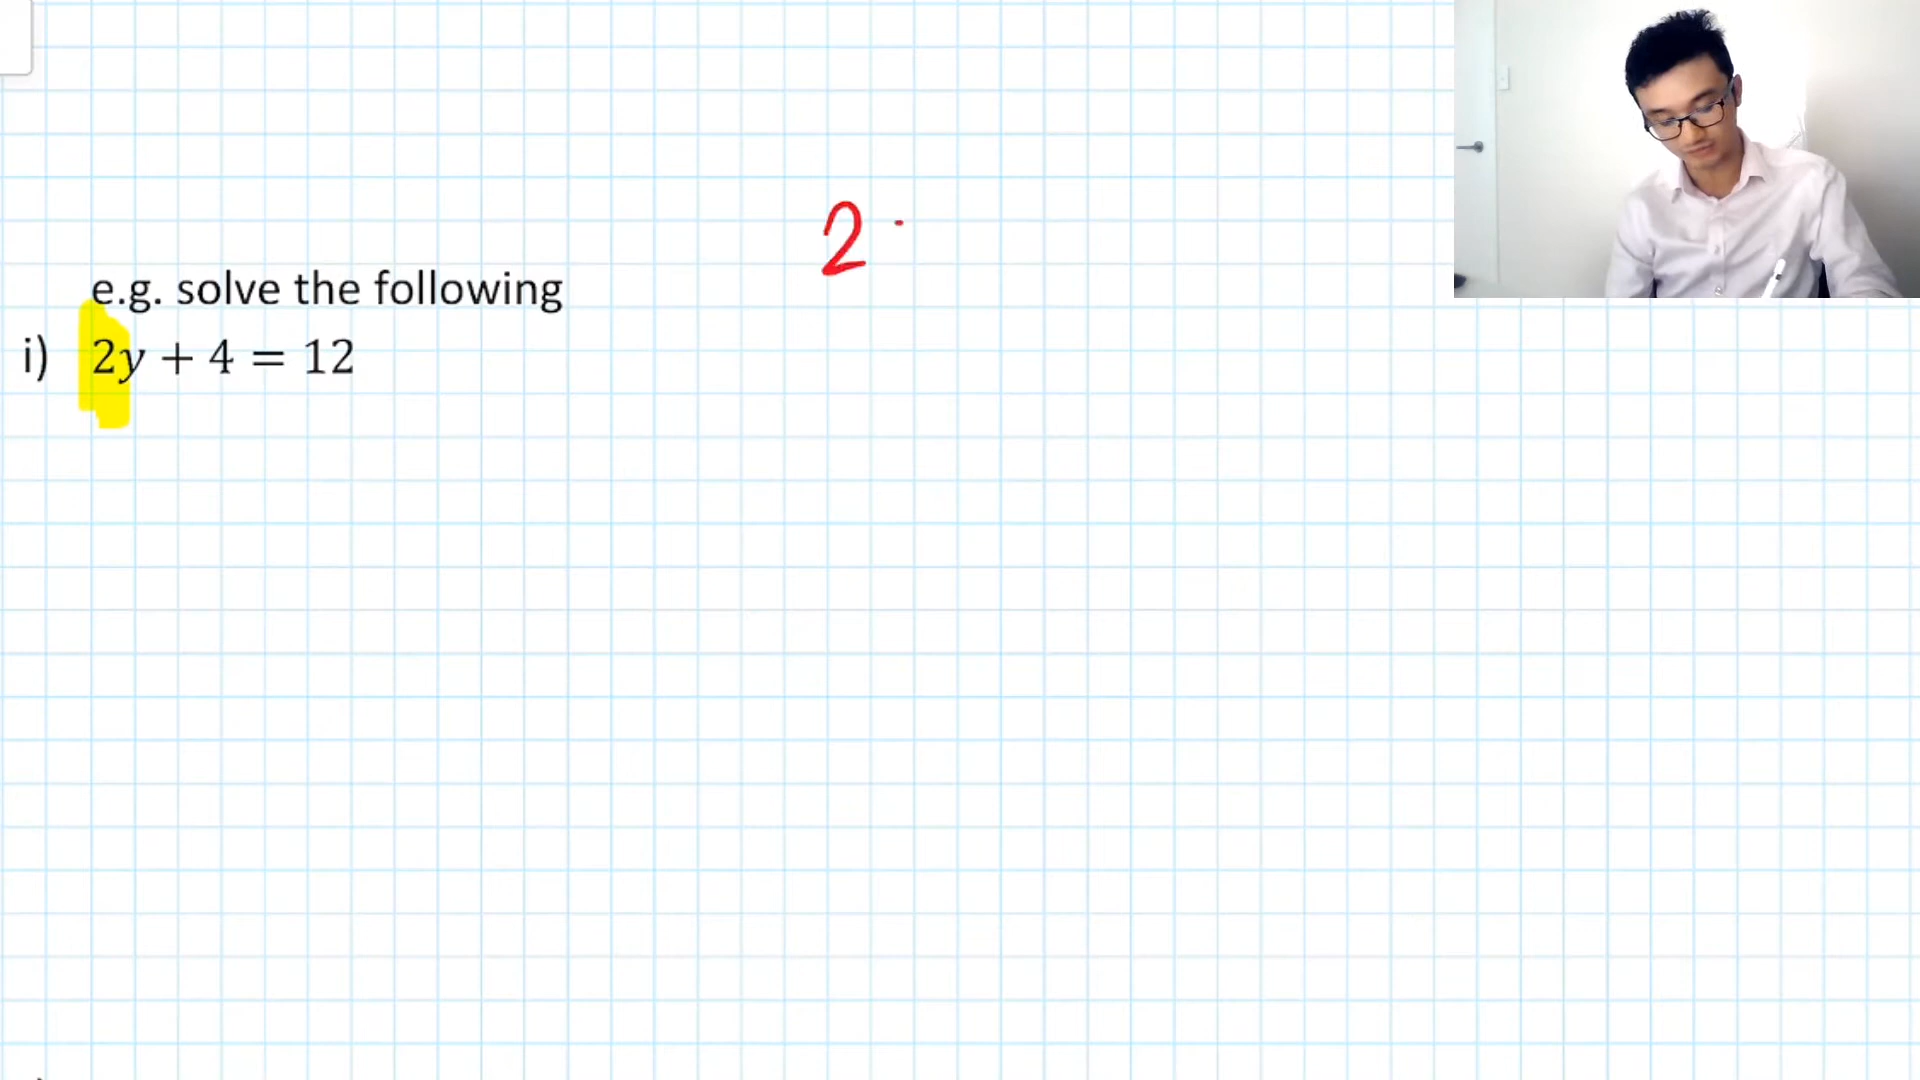 2
e.g. solve the following
i) 2y + 4 = 12